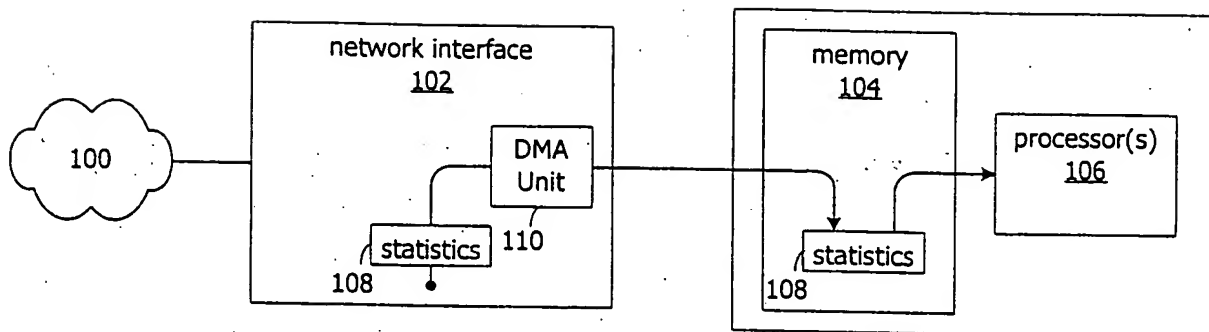 100
network interface
102
DMA
Unit
110
statistics
108
memory
104
statistics
108
processor(s)
106